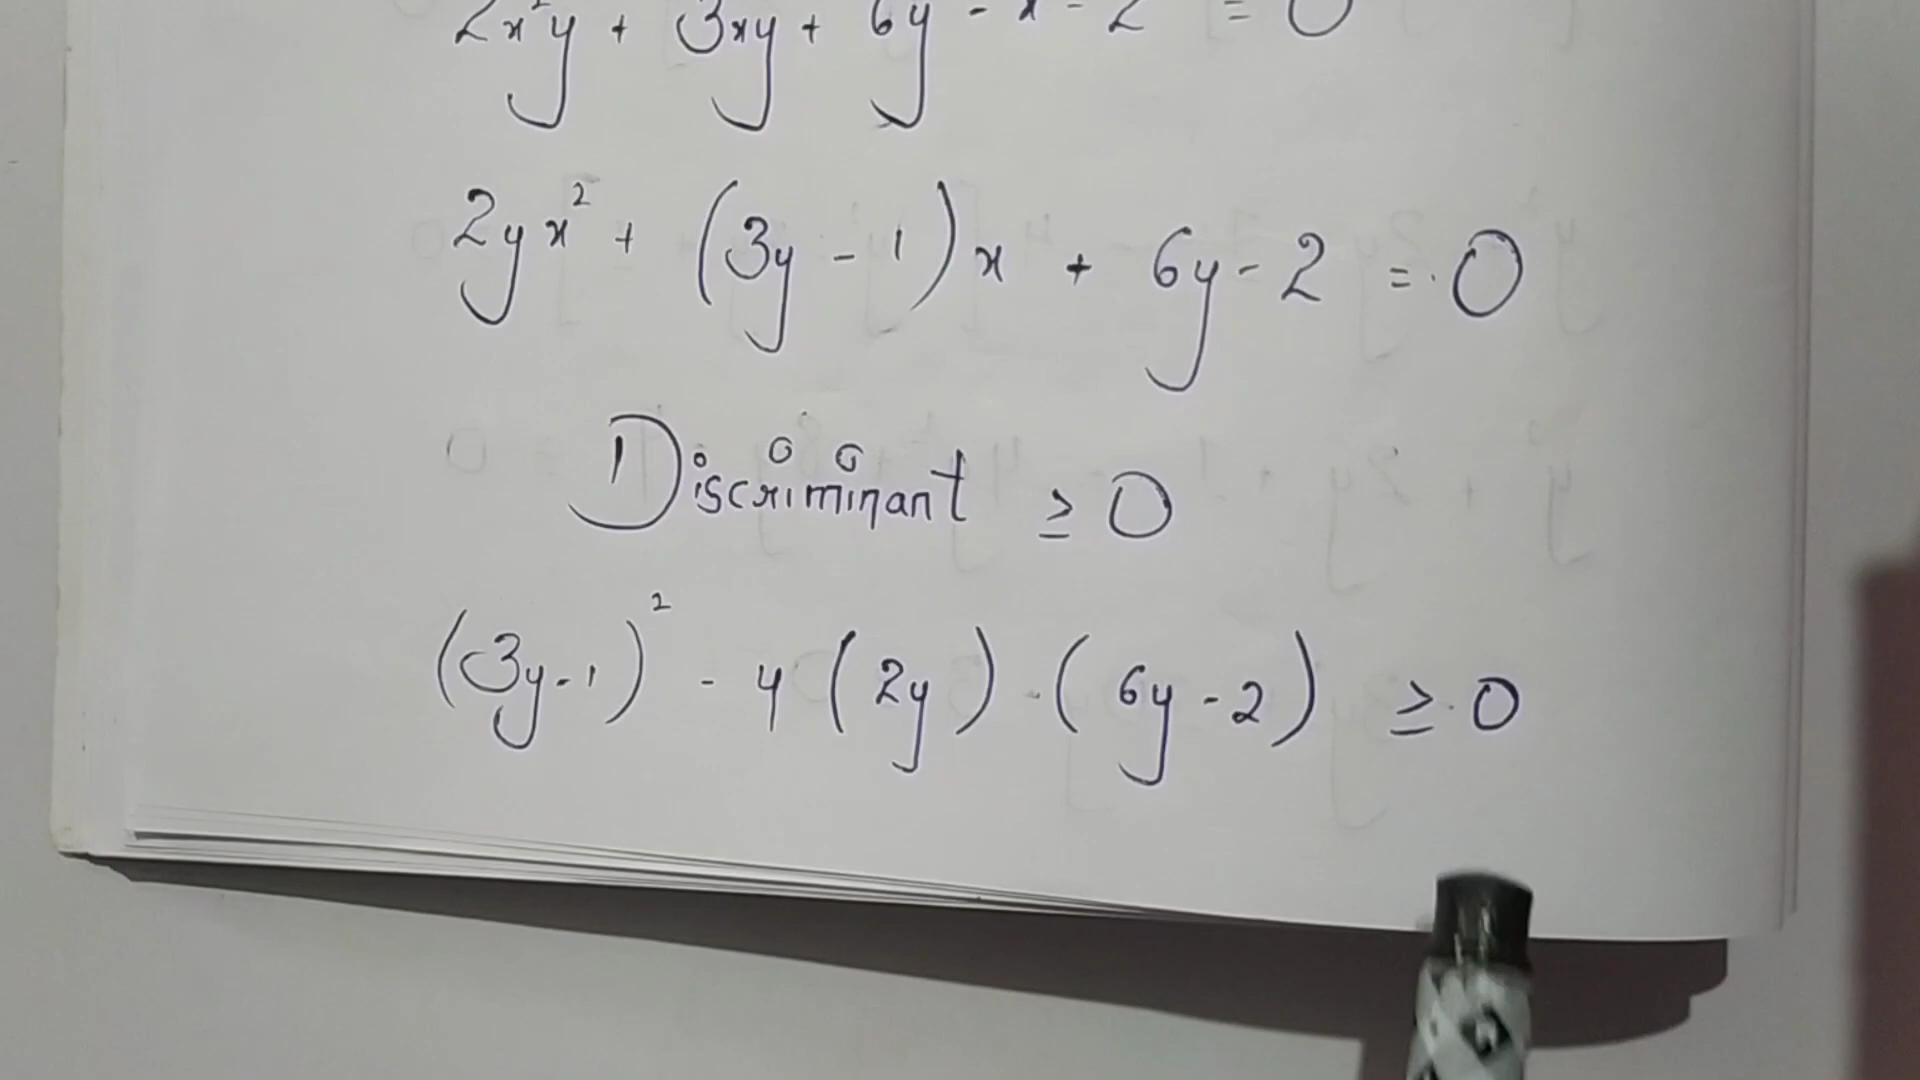 2x²y + 3xy + 6y - x - 2 = 0
2yx² + (3y - 1)x + 6y - 2 = 0
Discriminant ≥ 0
(3y-1)² - 4(2y)·(6y-2) ≥ 0